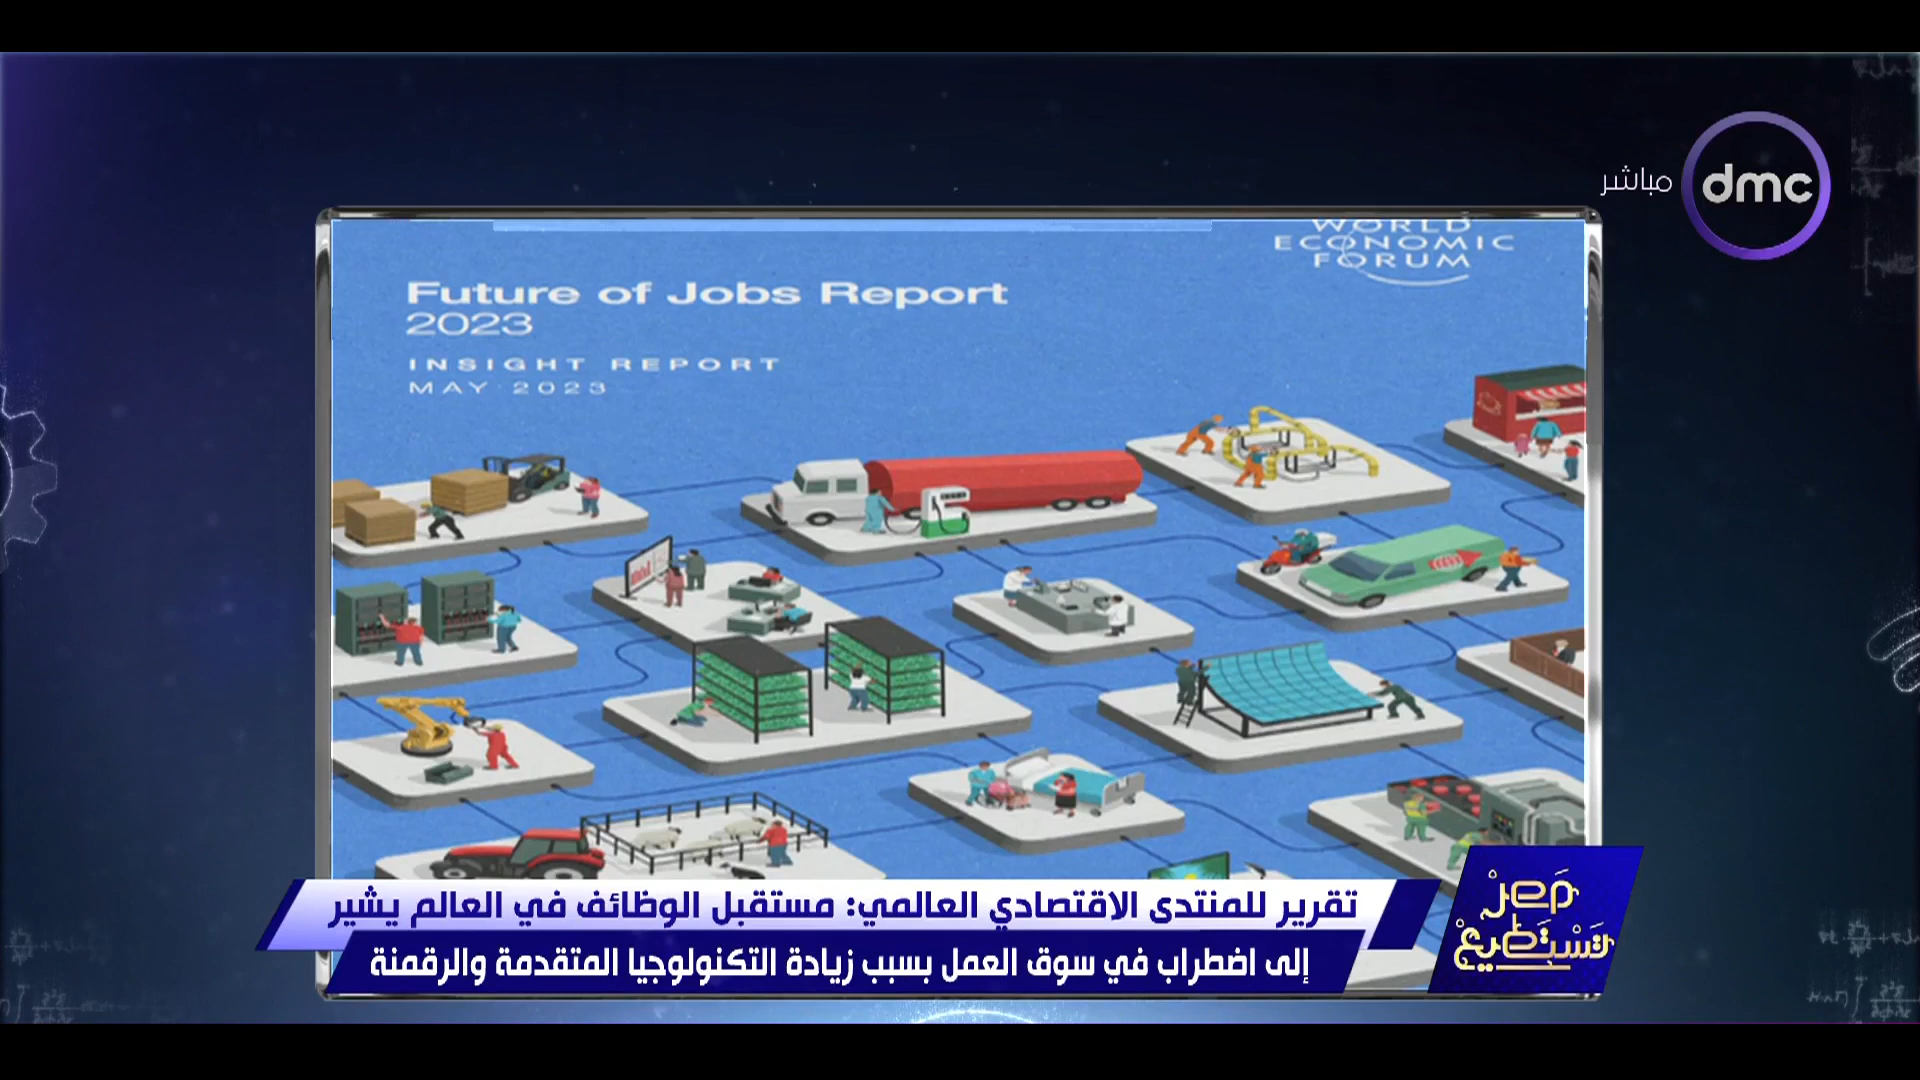 dmc
مباشر
WORLD
ECONOMIC
FORUM
Future of Jobs Report
2023
INSIGHT REPORT
MAY 2023
تقرير للمنتدى الاقتصادي العالمي: مستقبل الوظائف في العالم يشير
إلى اضطراب في سوق العمل بسبب زيادة التكنولوجيا المتقدمة والرقمنة
مصر
تستطيع